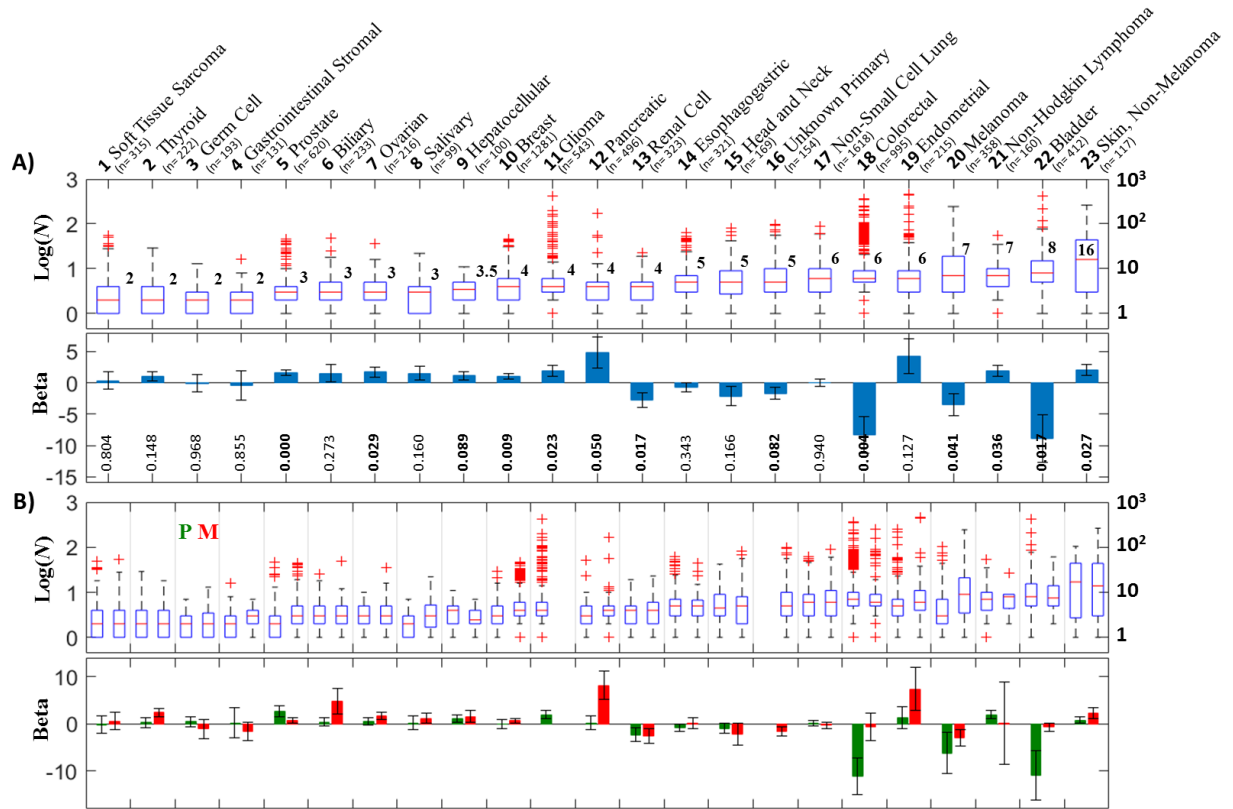 1 Soft Tissue Sarcoma
(n= 315)
2 Thyroid
(n= 222)
3 Germ Cell
(n= 193)
4 Gastrointestinal Stromal
(n= 131)
5 Prostate
(n= 620)
6 Biliary
(n= 233)
7 Ovarian
(n= 216)
8 Salivary
(n= 99)
9 Hepatocellular
(n= 100)
10 Breast
(n= 1281)
11 Glioma
(n= 543)
12 Pancreatic
(n= 496)
13 Renal Cell
(n= 323)
14 Esophagogastric
(n= 321)
15 Head and Neck
(n= 169)
16 Unknown Primary
(n= 154)
17 Non-Small Cell Lung
(n= 1618)
18 Colorectal
(n= 995)
19 Endometrial
(n= 215)
20 Melanoma
(n= 358)
21 Non-Hodgkin Lymphoma
(n= 160)
22 Bladder
(n= 412)
23 Skin, Non-Melanoma
(n= 117)
A)
Log(N)
3
2
1
0
2 2 2 2 3 3 3 3 3.5 4 4 4 4 5 5 5 6 6 6 7 7 8 16
10³
10²
10
1
Beta
5
0
-5
-10
-15
0.804 0.148 0.968 0.855 0.000 0.273 0.029 0.160 0.089 0.009 0.023 0.050 0.017 0.343 0.166 0.082 0.940 0.004 0.127 0.041 0.036 0.017 0.027
B)
Log(N)
3
2
1
0
P M
10³
10²
10
1
Beta
10
0
-10